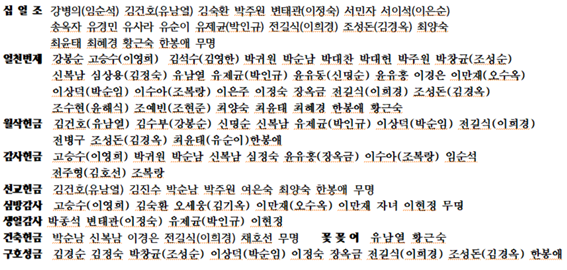 십 일 조 강병의(임순석) 김건호(유남열) 김숙환 박주원 변태관(이정숙) 서민자 서이석(이은순)
송옥자 유경민 유사라 유순이 유제균(박인규) 전길식(이희경) 조성돈(김경옥) 최양숙
최윤태 최혜경 황근숙 한봉애 무명
일천번제 강봉순 고승수(이영희) 김석수(김영한) 박귀원 박순남 박대찬 박대현 박주원 박창균(조성순)
신복남 심상용(김정숙) 유남열 유제균(박인규) 윤유동(신명순) 윤유홍 이경은 이만재(오수옥)
이상덕(박순임) 이수아(조복랑) 이은주 이정숙 장옥금 전길식(이희경) 조성돈(김경옥)
조수현(윤해식) 조예빈(조현준) 최양숙 최윤태 최혜경 한봉애 황근숙
월삭헌금 김건호(유남열) 김수부(강봉순) 신명순 신복남 유제균(박인규) 이상덕(박순임) 전길식(이희경)
전병구 조성돈(김경옥) 최윤태(유순이)한봉애
감사헌금 고승수(이영희) 박귀원 박순남 신복남 심정숙 윤유홍(장옥금) 이수아(조복랑) 임순석
전주형(김호선) 조복랑
선교헌금 김건호(유남열) 김진수 박순남 박주원 여은숙 최양숙 한봉애 무명
심방감사 고승수(이영희) 김숙환 오세웅(김기옥) 이만재(오수옥) 이만재 자녀 이현정 무명
생일감사 박종석 변태관(이정숙) 유제균(박인규) 이현정
건축헌금 박순남 신복남 이경은 전길식(이희경) 채호선 무명 꽃꽂이 유남열 황근숙
구호성금 김경순 김정숙 박창균(조성순) 이상덕(박순임) 이정숙 장옥금 전길식(이희경) 조성돈(김경옥) 한봉애